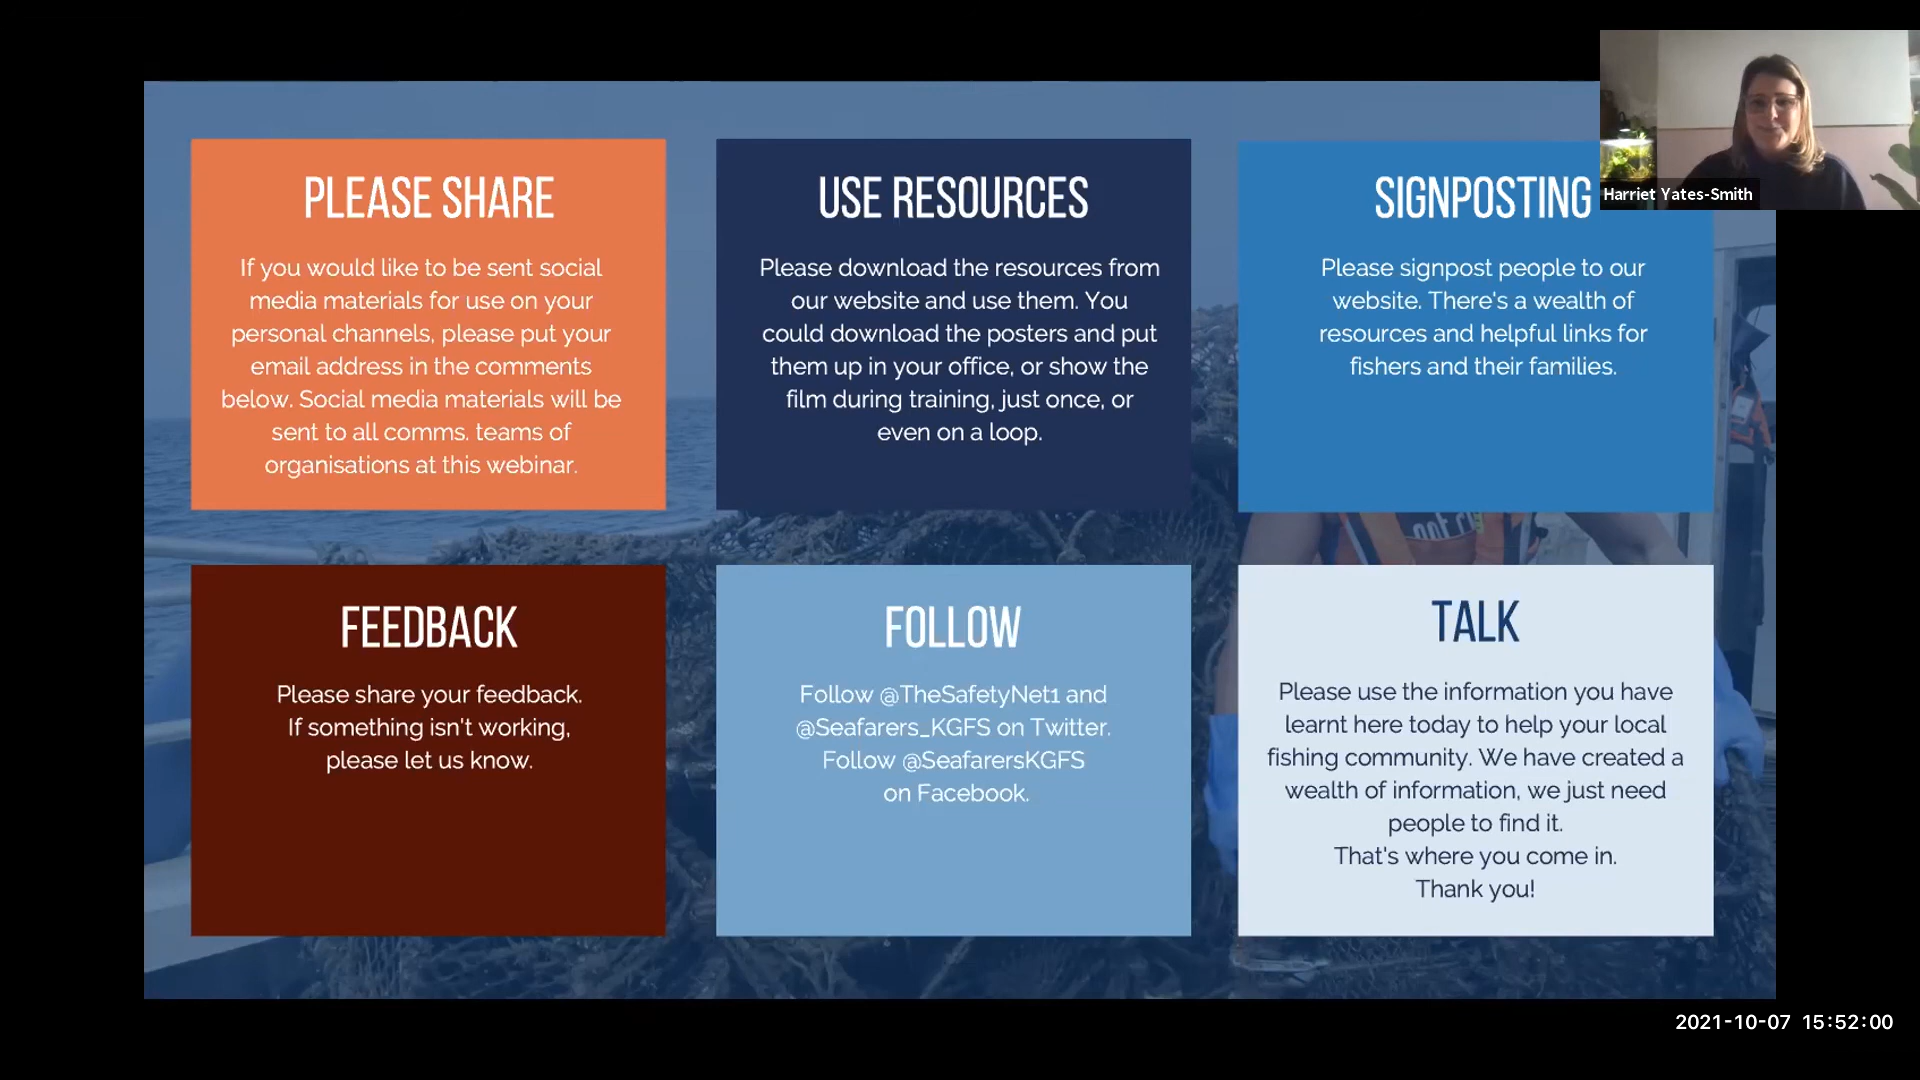 PLEASE SHARE
If you would like to be sent social
media materials for use on your
personal channels, please put your
email address in the comments
below. Social media materials will be
sent to all comms. teams of
organisations at this webinar.
USE RESOURCES
Please download the resources from
our website and use them. You
could download the posters and put
them up in your office, or show the
film during training, just once, or
even on a loop.
SIGNPOSTING
Please signpost people to our
website. There's a wealth of
resources and helpful links for
fishers and their families.
Harriet Yates-Smith
FEEDBACK
Please share your feedback.
If something isn't working,
please let us know.
FOLLOW
Follow @TheSafetyNet1 and
@Seafarers_KGFS on Twitter.
Follow @SeafarersKGFS
on Facebook.
TALK
Please use the information you have
learnt here today to help your local
fishing community. We have created a
wealth of information, we just need
people to find it.
That's where you come in.
Thank you!
2021-10-07 15:52:00